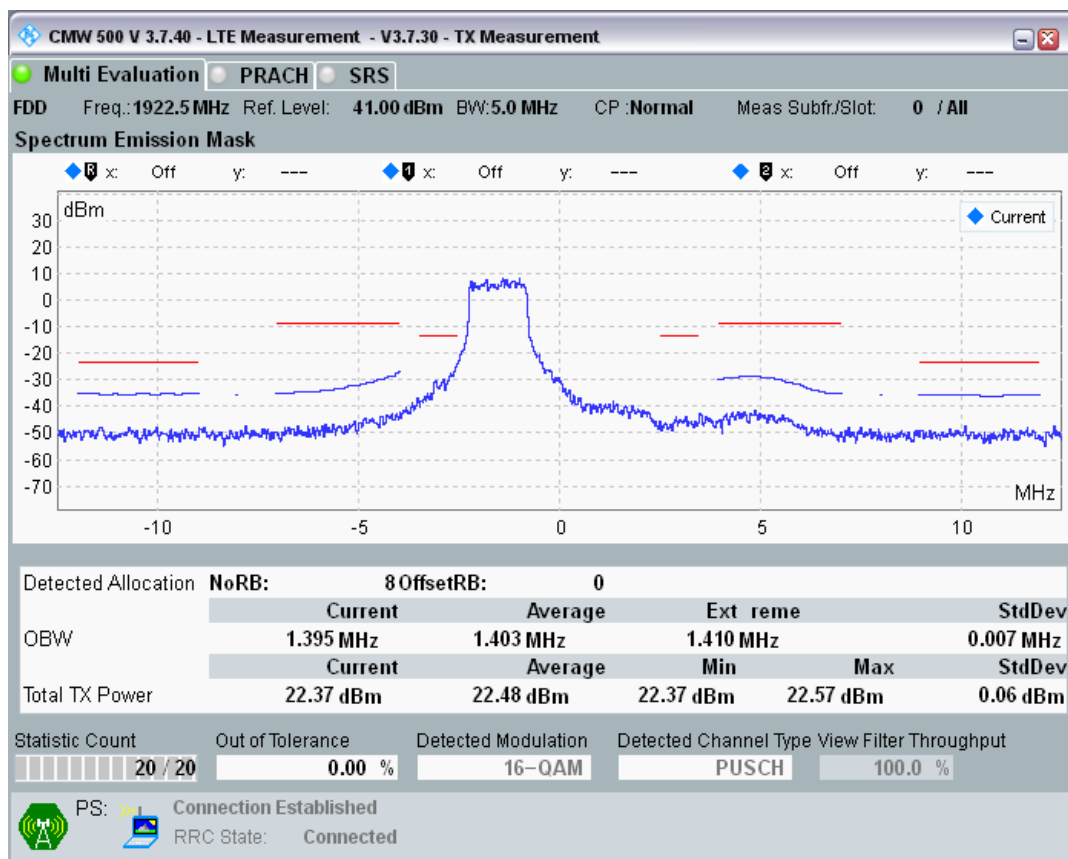 CMW 500 V 3.7.40 - LTE Measurement - V3.7.30 - TX Measurement
Multi Evaluation PRACH SRS
FDD Freg.: 1922.5 MHz Ref. Level: 41.00 dBm BW: 5.0 MHz CP : Normal Meas Subfr./Slot: 0 / All
Spectrum Emission Mask
R x: Off y: --- 1 x: Off y: --- 2 x: Off y: ---
dBm
Current
30
20
10
0
-10
-20
-30
-40
-50
-60
-70
MHz
-10 -5 0 5 10
Detected Allocation NoRB: 8 OffsetRB: 0
Current Average Ext reme StdDev
OBW 1.395 MHz 1.403 MHz 1.410 MHz 0.007 MHz
Current Average Min Max StdDev
Total TX Power 22.37 dBm 22.48 dBm 22.37 dBm 22.57 dBm 0.06 dBm
Statistic Count Out of Tolerance Detected Modulation Detected Channel Type View Filter Throughput
20 / 20 0.00 % 16-QAM PUSCH 100.0 %
PS: Connection Established
RRC State: Connected